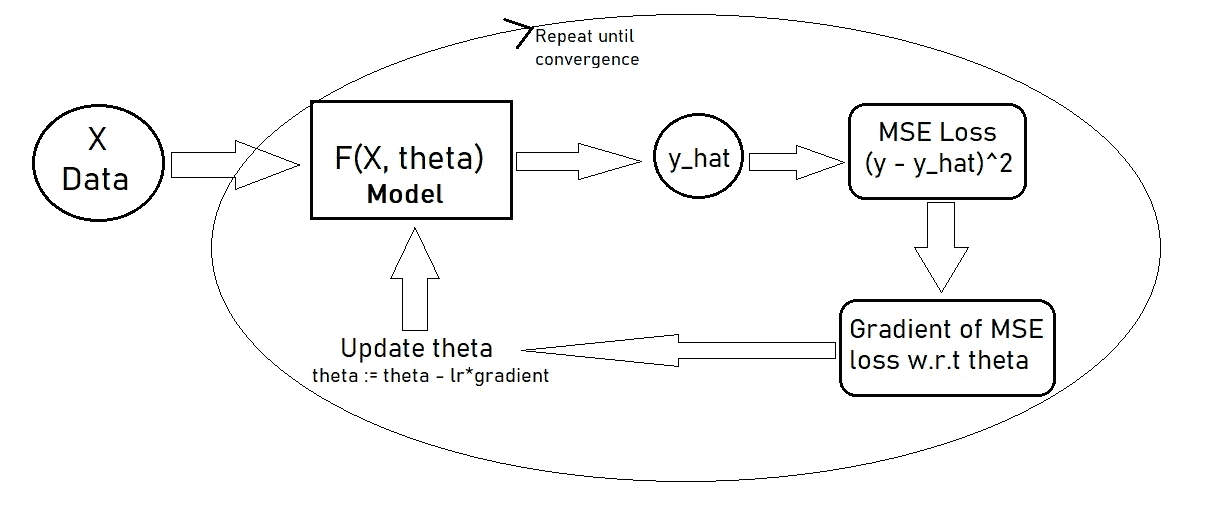 Repeat until
convergence
X
Data
F(X, theta)
Model
y_hat
MSE Loss
(y - y_hat)^2
Gradient of MSE
loss w.r.t theta
Update theta
theta := theta - lr*gradient